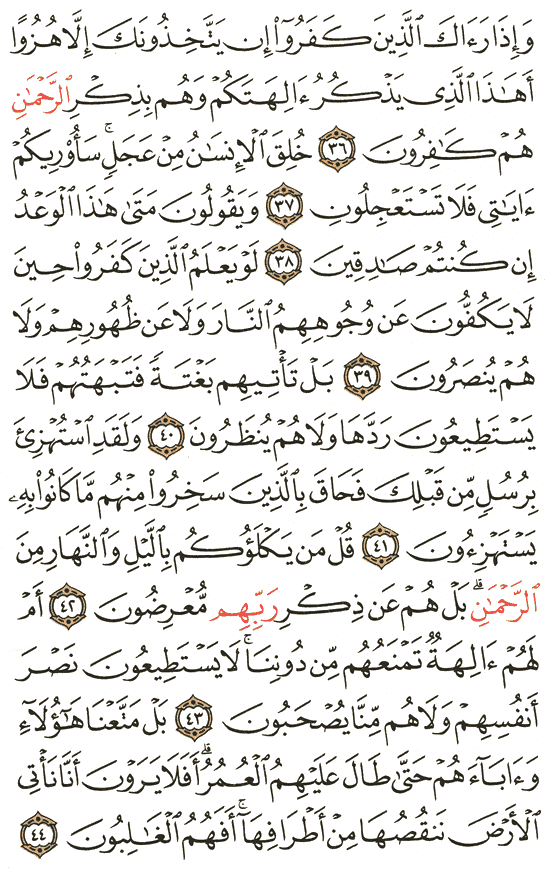 وَإِذَا رَءَاكَ ٱلَّذِينَ كَفَرُوٓا۟ إِن يَتَّخِذُونَكَ إِلَّا هُزُوًا
أَهَـٰذَا ٱلَّذِى يَذْكُرُ ءَالِهَتَكُمْ وَهُم بِذِكْرِ ٱلرَّحْمَـٰنِ
هُمْ كَـٰفِرُونَ ٣٦ خُلِقَ ٱلْإِنسَـٰنُ مِنْ عَجَلٍ ۚ سَأُو۟رِيكُمْ
ءَايَـٰتِى فَلَا تَسْتَعْجِلُونِ ٣٧ وَيَقُولُونَ مَتَىٰ هَـٰذَا ٱلْوَعْدُ
إِن كُنتُمْ صَـٰدِقِينَ ٣٨ لَوْ يَعْلَمُ ٱلَّذِينَ كَفَرُوا۟ حِينَ
لَا يَكُفُّونَ عَن وُجُوهِهِمُ ٱلنَّارَ وَلَا عَن ظُهُورِهِمْ وَلَا
هُمْ يُنصَرُونَ ٣٩ بَلْ تَأْتِيهِم بَغْتَةً فَتَبْهَتُهُمْ فَلَا
يَسْتَطِيعُونَ رَدَّهَا وَلَا هُمْ يُنظَرُونَ ٤٠ وَلَقَدِ ٱسْتُهْزِئَ
بِرُسُلٍ مِّن قَبْلِكَ فَحَاقَ بِٱلَّذِينَ سَخِرُوا۟ مِنْهُم مَّا كَانُوا۟ بِهِۦ
يَسْتَهْزِءُونَ ٤١ قُلْ مَن يَكْلَؤُكُم بِٱلَّيْلِ وَٱلنَّهَارِ مِنَ
ٱلرَّحْمَـٰنِ ۗ بَلْ هُمْ عَن ذِكْرِ رَبِّهِم مُّعْرِضُونَ ٤٢ أَمْ
لَهُمْ ءَالِهَةٌ تَمْنَعُهُم مِّن دُونِنَا ۚ لَا يَسْتَطِيعُونَ نَصْرَ
أَنفُسِهِمْ وَلَا هُم مِّنَّا يُصْحَبُونَ ٤٣ بَلْ مَتَّعْنَا هَـٰٓؤُلَآءِ
وَءَابَآءَهُمْ حَتَّىٰ طَالَ عَلَيْهِمُ ٱلْعُمُرُ ۗ أَفَلَا يَرَوْنَ أَنَّا نَأْتِى
ٱلْأَرْضَ نَنقُصُهَا مِنْ أَطْرَافِهَآ ۚ أَفَهُمُ ٱلْغَـٰلِبُونَ ٤٤